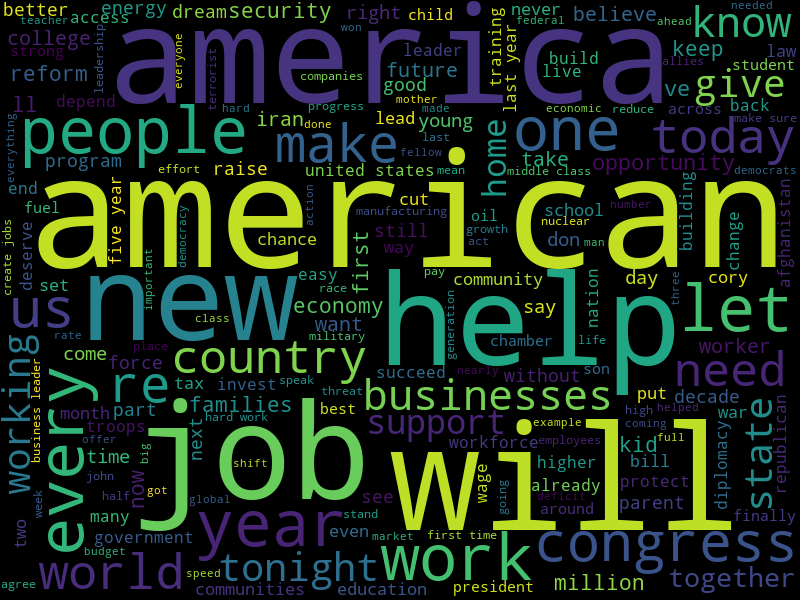 better energy dream security right child never federal ahead needed
teacher access won believe know
college leadership everyone america training last year keep law
strong reform leader build allies
terrorist companies future live ve give student
ll depend hard progress mother made good economic reduce across back
everything people iran done lead young one today make sure
program make last fellow home take opportunity democrats
end effort raise united states mean middle class
fuel five year american cut manufacturing oil school nuclear number building change afghanistan
create jobs deserve democracy chance action still growth don man
way act
set important new easy first help community day cory
us class race economy want pay say nation let
rate place military generation chamber life three
come country succeed without son worker
working force re tax invest speak threat nearly need
business leader month part families best businesses put decade
troops offer next hard work support example high helped war
every time big job will workforce employees kid full state republican
john now shift see wage higher coming bill diplomacy
week half got going already deficit protect parent
two many global year stand around finally
government even market first time congress
budget world tonight work
agree speed communities education president million together